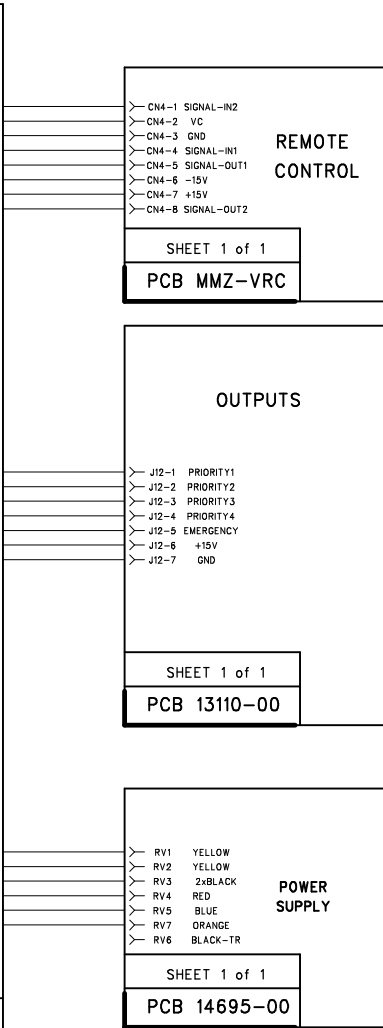 CN4-1 SIGNAL-IN2
CN4-2 VC
CN4-3 GND
CN4-4 SIGNAL-IN1
CN4-5 SIGNAL-OUT1
CN4-6 -15V
CN4-7 +15V
CN4-8 SIGNAL-OUT2
REMOTE
CONTROL
SHEET 1 of 1
PCB MMZ-VRC
OUTPUTS
J12-1 PRIORITY1
J12-2 PRIORITY2
J12-3 PRIORITY3
J12-4 PRIORITY4
J12-5 EMERGENCY
J12-6 +15V
J12-7 GND
SHEET 1 of 1
PCB 13110-00
RV1 YELLOW
RV2 YELLOW
RV3 2xBLACK
RV4 RED
RV5 BLUE
RV7 ORANGE
RV6 BLACK-TR
POWER
SUPPLY
SHEET 1 of 1
PCB 14695-00